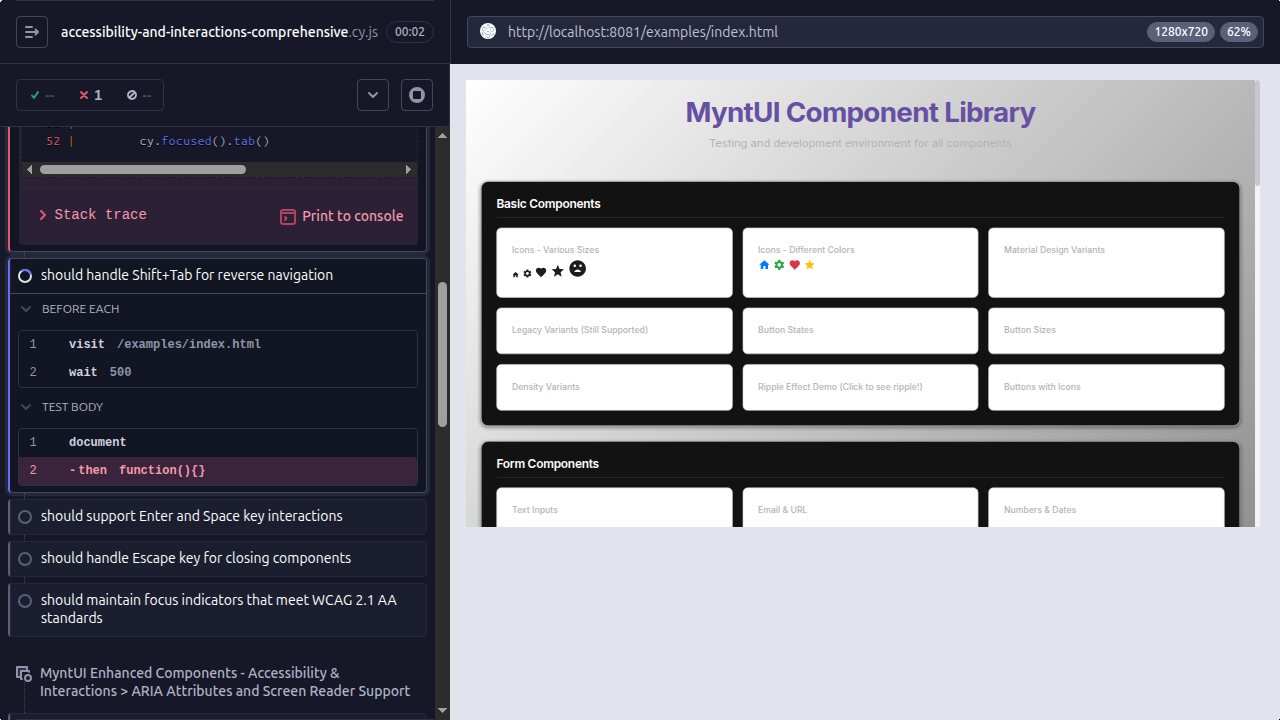 accessibility-and-interactions-comprehensive.cy.js
00:02
--
1
--
52 | cy.focused().tab()
Stack trace
Print to console
should handle Shift+Tab for reverse navigation
BEFORE EACH
1 visit /examples/index.html
2 wait 500
TEST BODY
1 document
2 -then function(){}
should support Enter and Space key interactions
should handle Escape key for closing components
should maintain focus indicators that meet WCAG 2.1 AA
standards
MyntUI Enhanced Components - Accessibility &
Interactions > ARIA Attributes and Screen Reader Support
http://localhost:8081/examples/index.html
1280x720
62%
MyntUI Component Library
Testing and development environment for all components
Basic Components
Icons - Various Sizes
Icons - Different Colors
Material Design Variants
Legacy Variants (Still Supported)
Button States
Button Sizes
Density Variants
Ripple Effect Demo (Click to see ripple!)
Buttons with Icons
Form Components
Text Inputs
Email & URL
Numbers & Dates